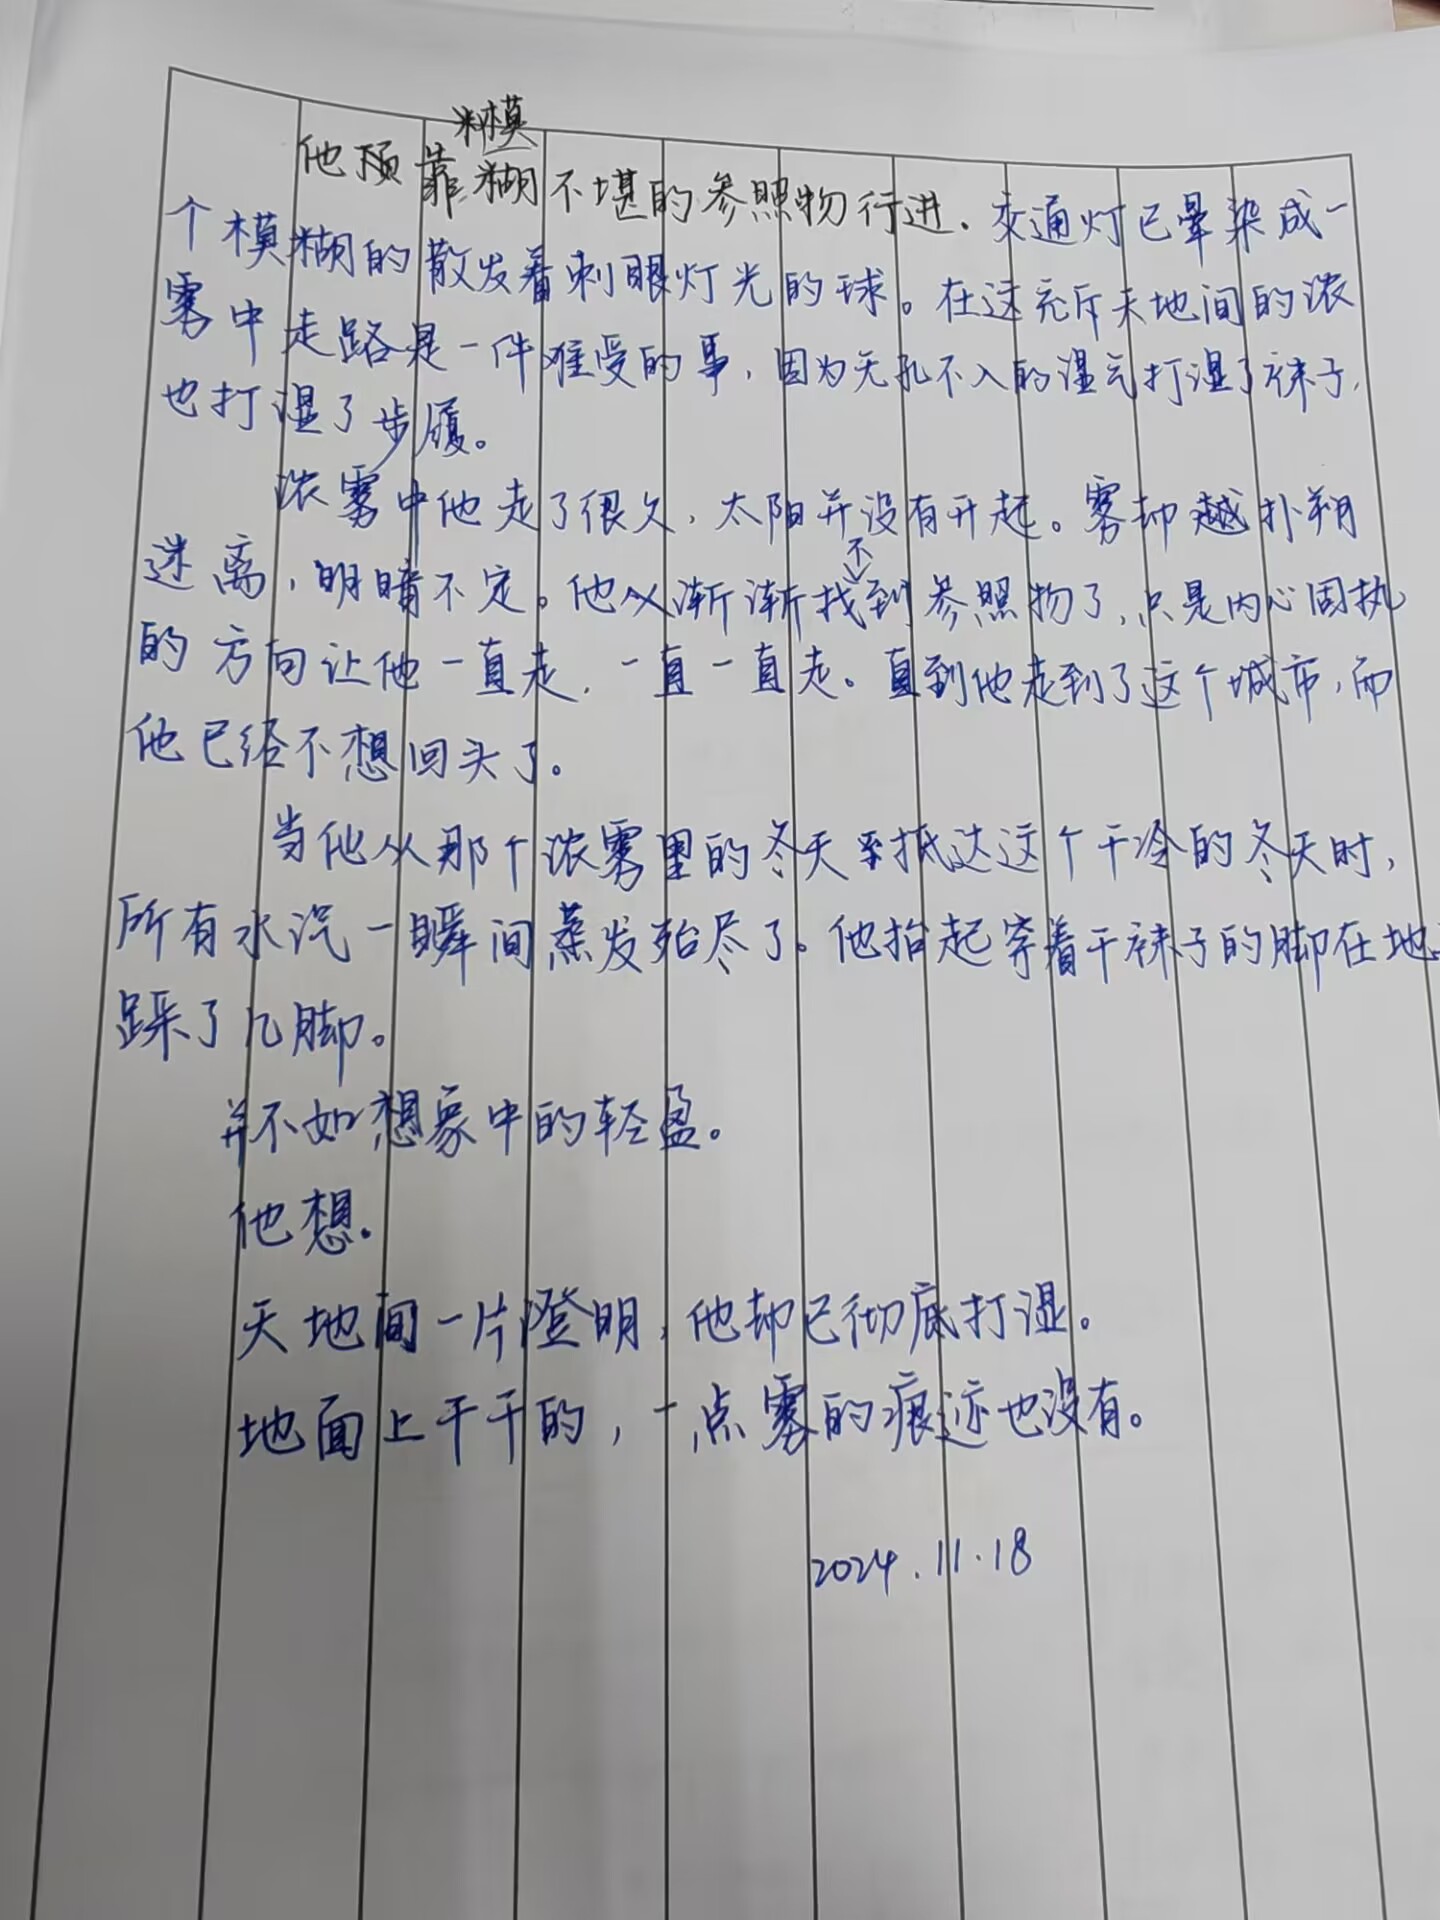 他须靠模糊不堪的参照物行进，交通灯已晕染成一
个模糊的散发着刺眼灯光的球。在这充斥天地间的浓
雾中走路是一件难受的事，因为无孔不入的湿气打湿了袜子，
也打湿了步履。
浓雾中他走了很久，太阳并没有升起。雾却越扑朔
迷离，明暗不定。他从渐渐找不到参照物了，只是内心固执
的方向让他一直走，一直一直走。直到他走到了这个城市，而
他已经不想回头了。
当他从那个浓雾里的冬天抵达这个干冷的冬天时，
所有水汽一瞬间蒸发殆尽了。他抬起穿着干袜子的脚在地
踩了几脚。
并不如想象中的轻盈。
他想。
天地间一片澄明，他却已彻底打湿。
地面上干干的，一点雾的痕迹也没有。
2024.11.18